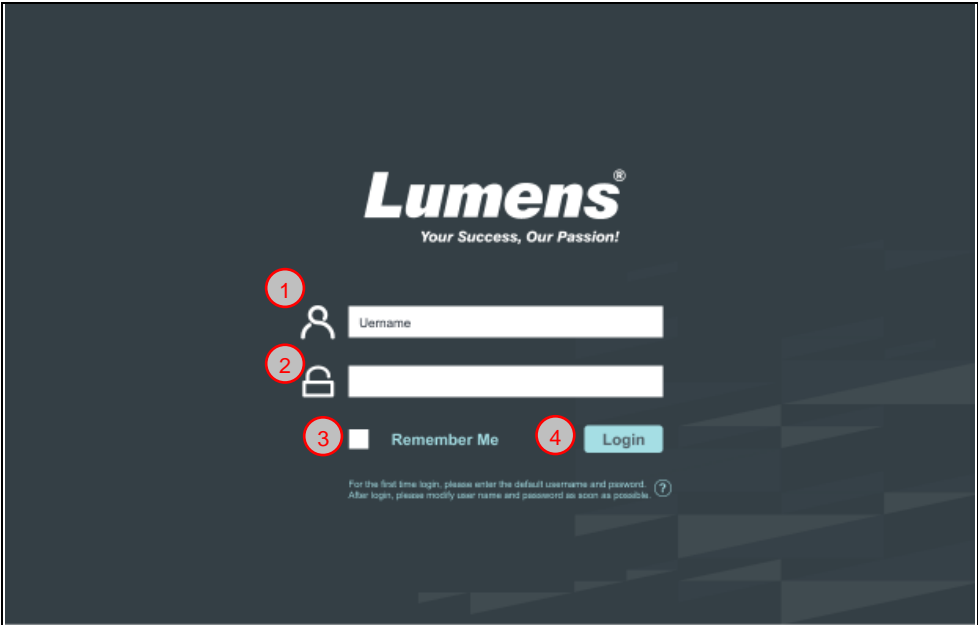 Lumens®
Your Success, Our Passion!
1
Uername
2
3
Remember Me
4
Login
For the first time login, please enter the default username and pasword.
After login, please modify user name and password as soon as possible.
?